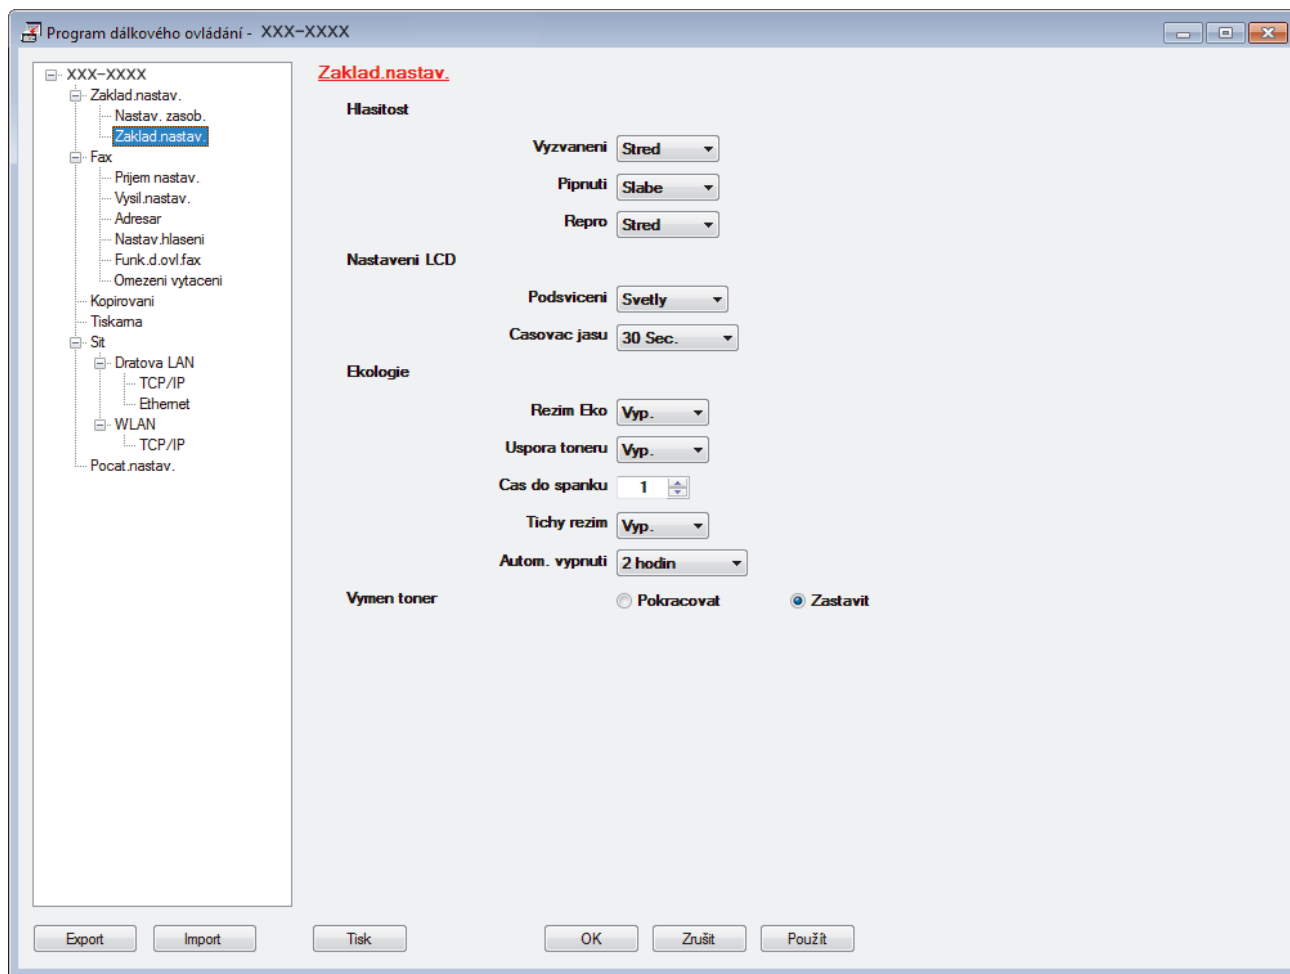 Program dálkového ovládání - XXX-XXXX
XXX-XXXX
Zaklad.nastav.
Nastav. zasob.
Zaklad.nastav.
Fax
Prijem nastav.
Vysil.nastav.
Adresar
Nastav.hlaseni
Funk.d.ovl.fax
Omezeni vytaceni
Kopirovani
Tiskarna
Sit
Dratova LAN
TCP/IP
Ethernet
WLAN
TCP/IP
Pocat.nastav.
Zaklad.nastav.
Hlasitost
Vyzvaneni Stred
Pipnuti Slabe
Repro Stred
Nastaveni LCD
Podsviceni Svetly
Casovac jasu 30 Sec.
Ekologie
Rezim Eko Vyp.
Uspora toneru Vyp.
Cas do spanku 1
Tichy rezim Vyp.
Autom. vypnuti 2 hodin
Vymen toner Pokracovat Zastavit
Export Import Tisk OK Zrušit Použít